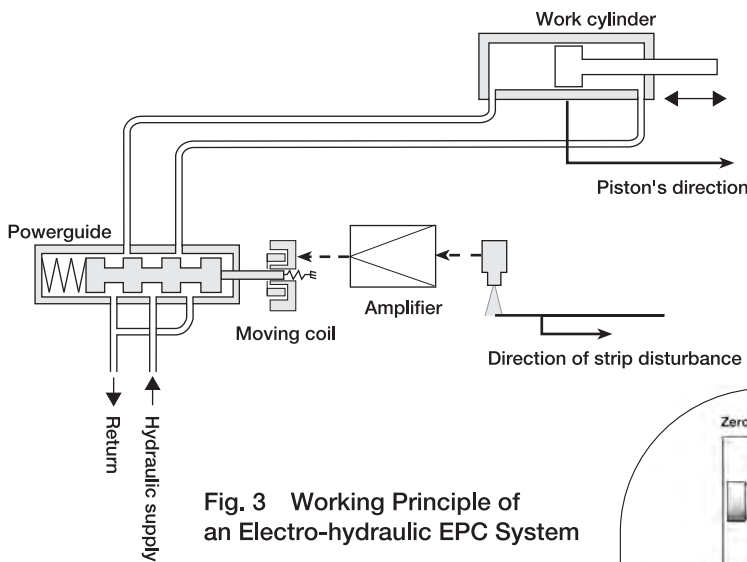 Work cylinder
Piston's direction
Powerguide
Amplifier
Moving coil
Direction of strip disturbance
Return
Hydraulic supply
Fig. 3 Working Principle of
an Electro-hydraulic EPC System
Zero